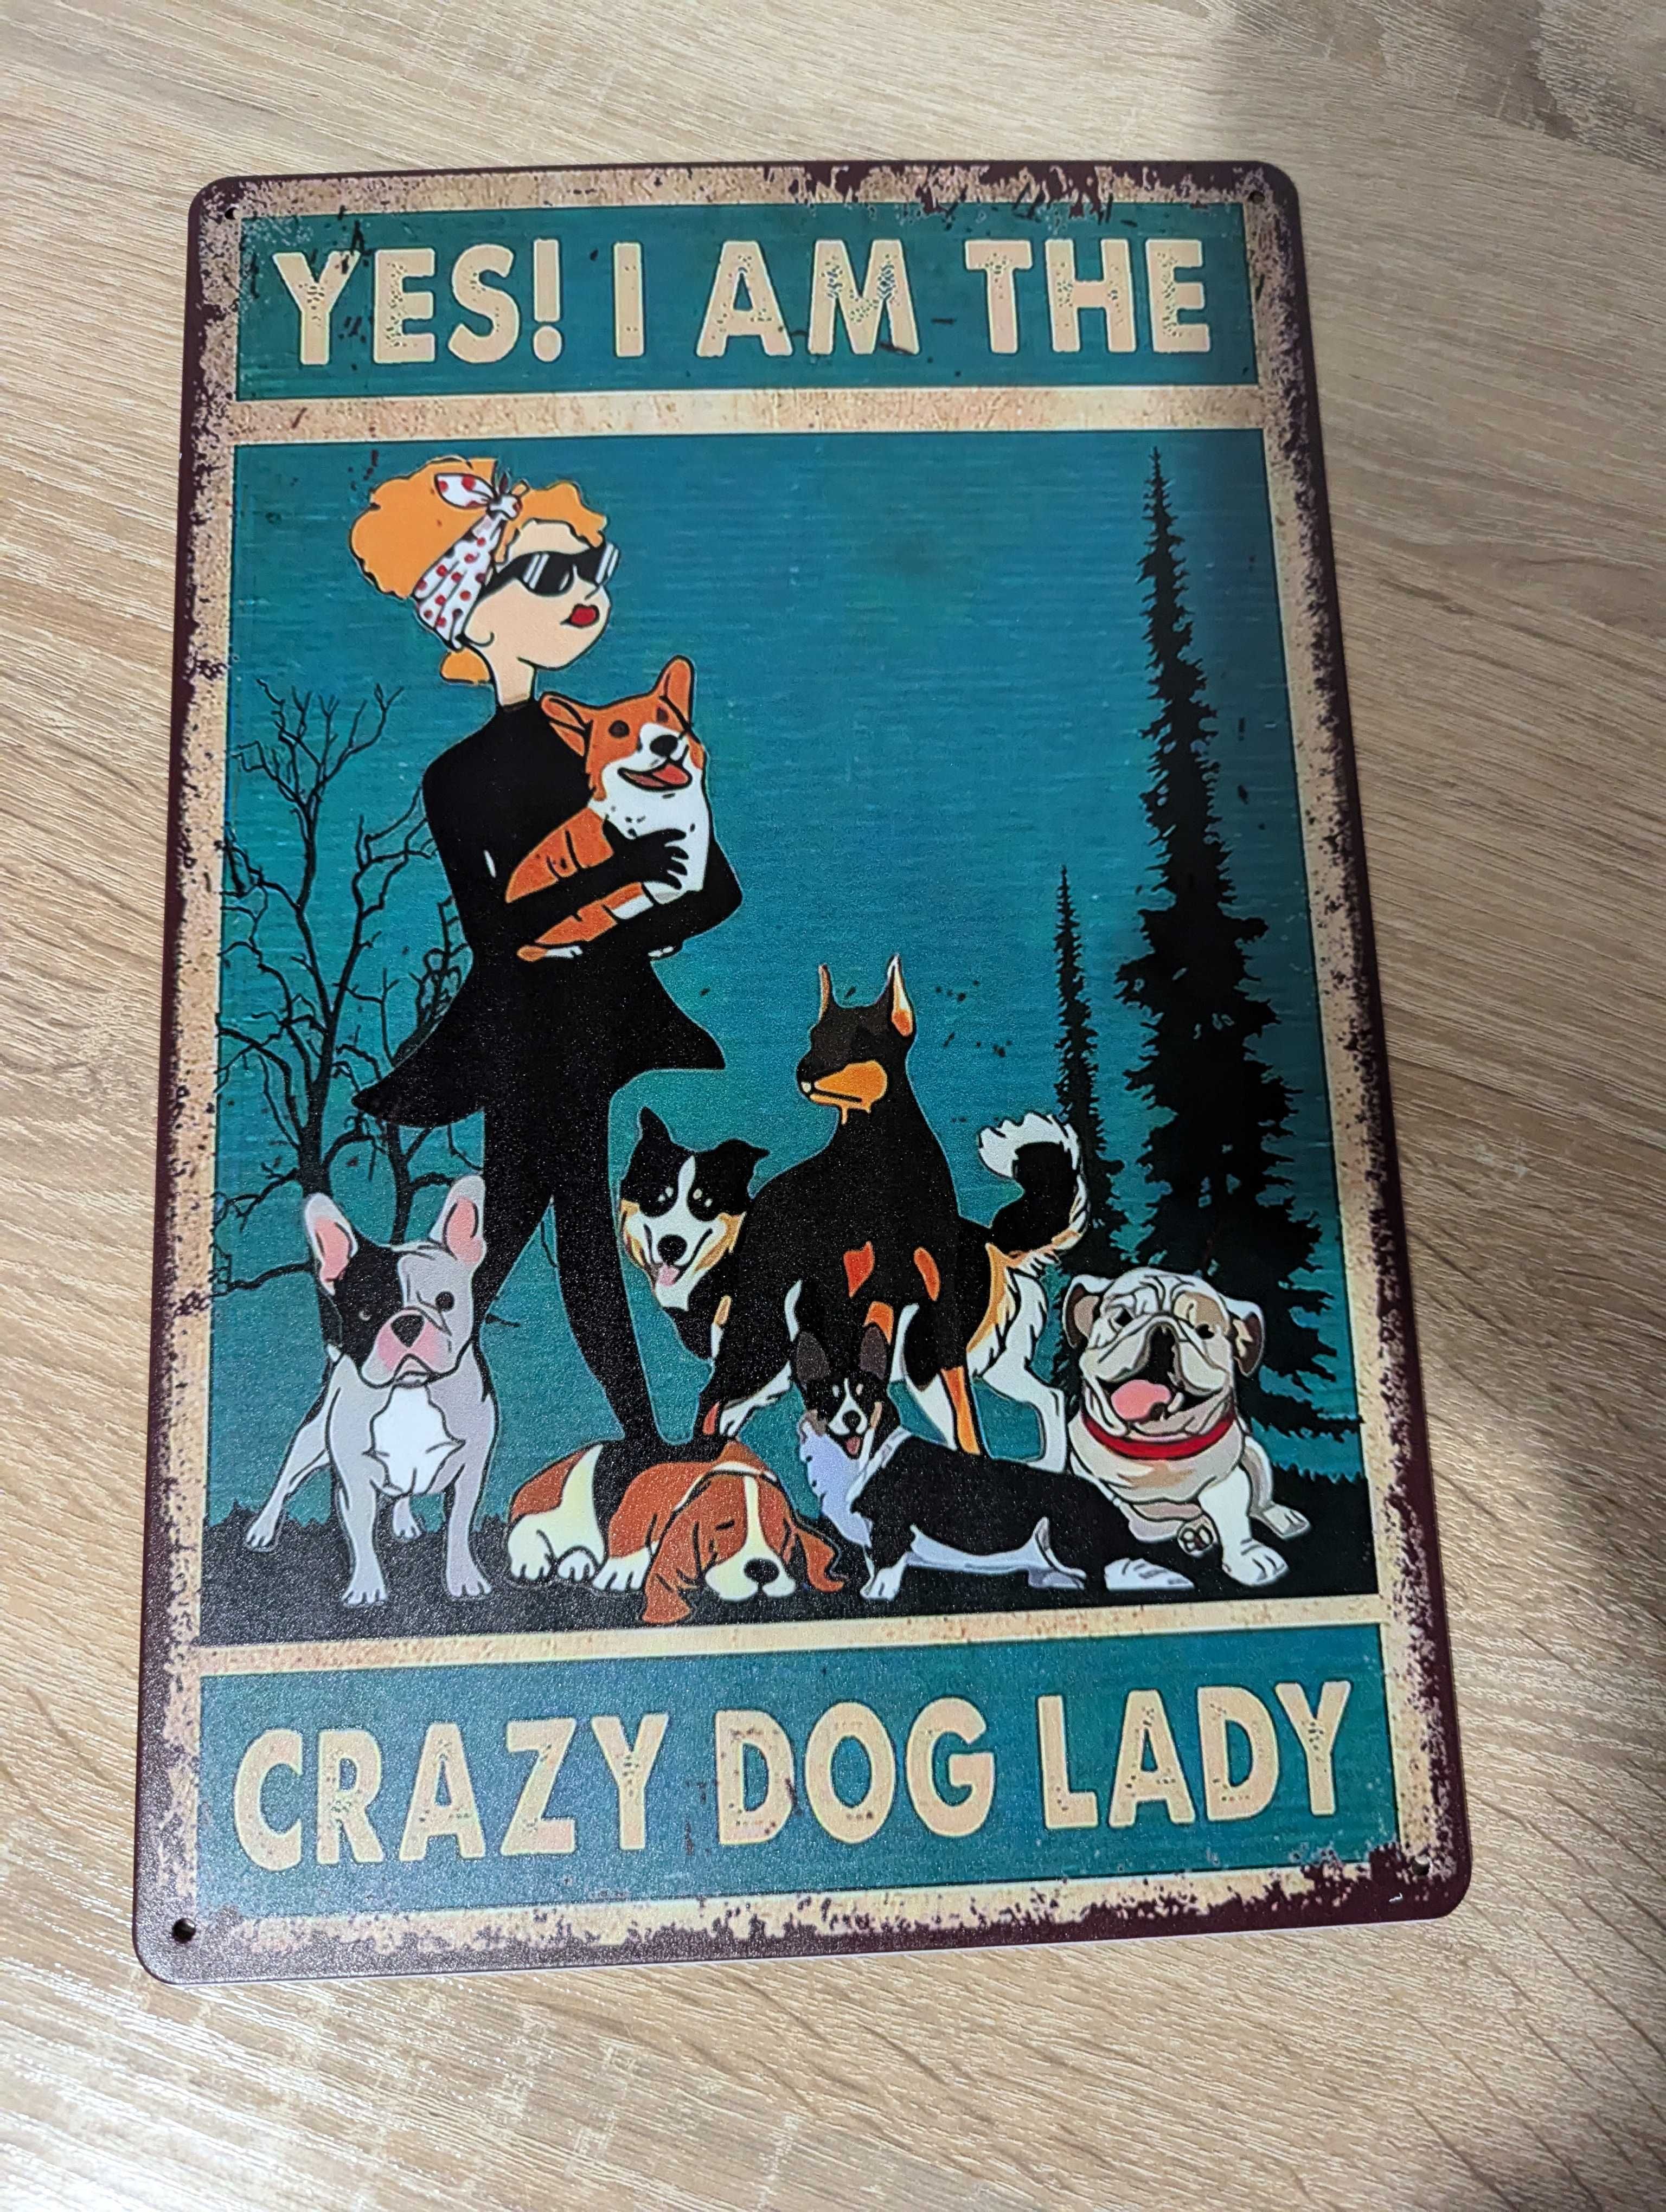 YES! I AM THE
CRAZY DOG LADY